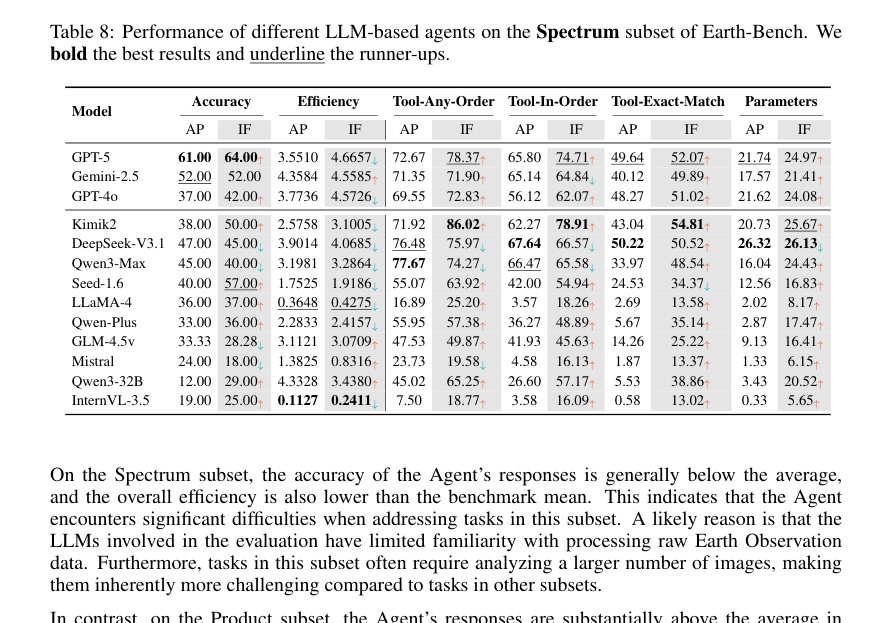 Table 8: Performance of different LLM-based agents on the Spectrum subset of Earth-Bench. We
bold the best results and underline the runner-ups.
Model Accuracy Efficiency Tool-Any-Order Tool-In-Order Tool-Exact-Match Parameters
AP IF AP IF AP IF AP IF AP IF AP IF
GPT-5 61.00 64.00↑ 3.5510 4.6657↓ 72.67 78.37↑ 65.80 74.71↑ 49.64 52.07↑ 21.74 24.97↑
Gemini-2.5 52.00 52.00 4.3584 4.5585↑ 71.35 71.90↑ 65.14 64.84↓ 40.12 49.89↑ 17.57 21.41↑
GPT-4o 37.00 42.00↑ 3.7736 4.5726↓ 69.55 72.83↑ 56.12 62.07↑ 48.27 51.02↑ 21.62 24.08↑
Kimik2 38.00 50.00↑ 2.5758 3.1005↓ 71.92 86.02↑ 62.27 78.91↑ 43.04 54.81↑ 20.73 25.67↑
DeepSeek-V3.1 47.00 45.00↓ 3.9014 4.0685↓ 76.48 75.97↓ 67.64 66.57↓ 50.22 50.52↑ 26.32 26.13↓
Qwen3-Max 45.00 40.00↓ 3.1981 3.2864↓ 77.67 74.27↓ 66.47 65.58↓ 33.97 48.54↑ 16.04 24.43↑
Seed-1.6 40.00 57.00↑ 1.7525 1.9186↓ 55.07 63.92↑ 42.00 54.94↑ 24.53 34.37↓ 12.56 16.83↑
LLaMA-4 36.00 37.00↑ 0.3648 0.4275↓ 16.89 25.20↑ 3.57 18.26↑ 2.69 13.58↑ 2.02 8.17↑
Qwen-Plus 33.00 36.00↑ 2.2833 2.4157↓ 55.95 57.38↑ 36.27 48.89↑ 5.67 35.14↑ 2.87 17.47↑
GLM-4.5v 33.33 28.28↓ 3.1121 3.0709↑ 47.53 49.87↑ 41.93 45.63↑ 14.26 25.22↑ 9.13 16.41↑
Mistral 24.00 18.00↓ 1.3825 0.8316↑ 23.73 19.58↓ 4.58 16.13↑ 1.87 13.37↑ 1.33 6.15↑
Qwen3-32B 12.00 29.00↑ 4.3328 3.4380↑ 45.02 65.25↑ 26.60 57.17↑ 5.53 38.86↑ 3.43 20.52↑
InternVL-3.5 19.00 25.00↑ 0.1127 0.2411↓ 7.50 18.77↑ 3.58 16.09↑ 0.58 13.02↑ 0.33 5.65↑
On the Spectrum subset, the accuracy of the Agent's responses is generally below the average,
and the overall efficiency is also lower than the benchmark mean. This indicates that the Agent
encounters significant difficulties when addressing tasks in this subset. A likely reason is that the
LLMs involved in the evaluation have limited familiarity with processing raw Earth Observation
data. Furthermore, tasks in this subset often require analyzing a larger number of images, making
them inherently more challenging compared to tasks in other subsets.
In contrast, on the Product subset, the Agent's responses are substantially above the average in